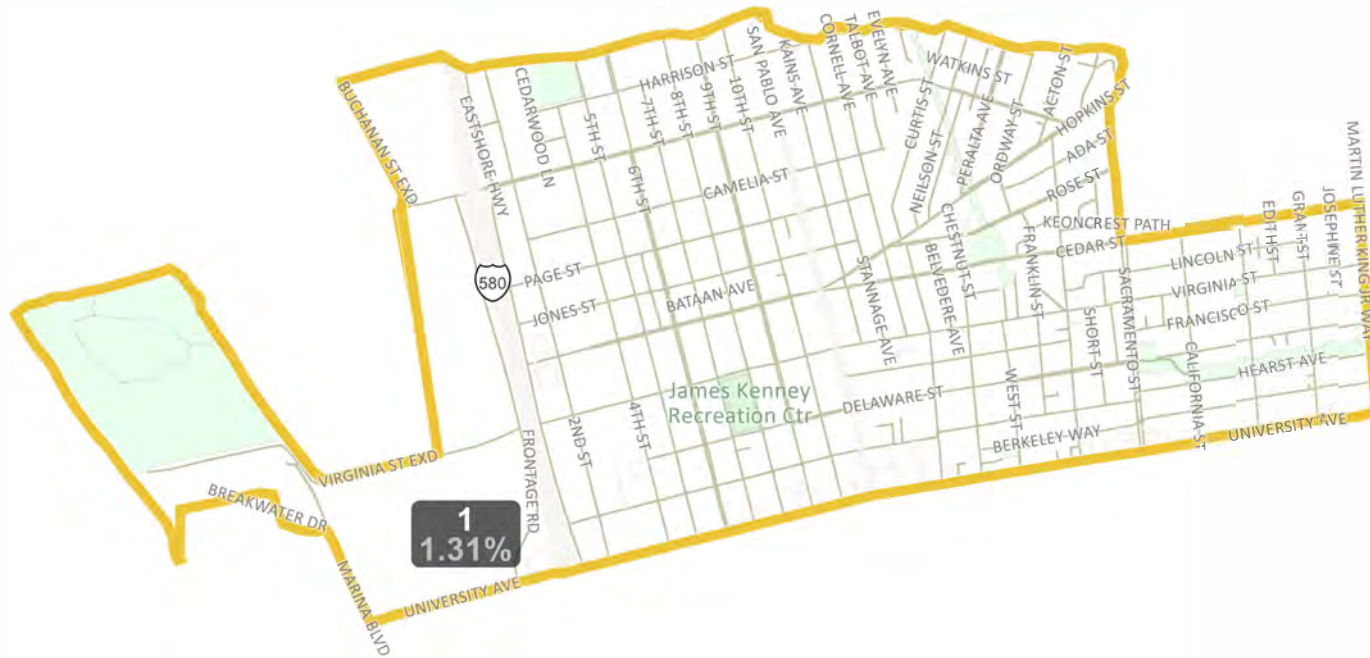 BUCHANAN ST EXD
EASTSHORE HWY
CEDARWOOD LN
HARRISON ST
5TH ST
6TH ST
7TH ST
8TH ST
9TH ST
10TH ST
SAN PABLO AVE
KAINS AVE
CORNELL AVE
TALBOT AVE
EVELYN AVE
WATKINS ST
CURTIS ST
NEILSON ST
PERALTA AVE
ORDWAY ST
ACTON ST
HOPKINS ST
ADA ST
ROSE ST
KEONCREST PATH
CEDAR ST
CAMELIA ST
PAGE ST
JONES ST
BATAAN AVE
580
STANNAGE AVE
BELVEDERE AVE
CHESTNUT ST
FRANKLIN ST
SHORT ST
SACRAMENTO ST
CALIFORNIA ST
LINCOLN ST
VIRGINIA ST
FRANCISCO ST
HEARST AVE
EDITH ST
GRANT ST
JOSEPHINE ST
MARTIN LUTHER KING JR WAY
James Kenney
Recreation Ctr
DELAWARE ST
WEST ST
BERKELEY WAY
UNIVERSITY AVE
2ND ST
4TH ST
FRONTAGE RD
VIRGINIA ST EXD
BREAKWATER DR
MARINA BLVD
UNIVERSITY AVE
1
1.31%